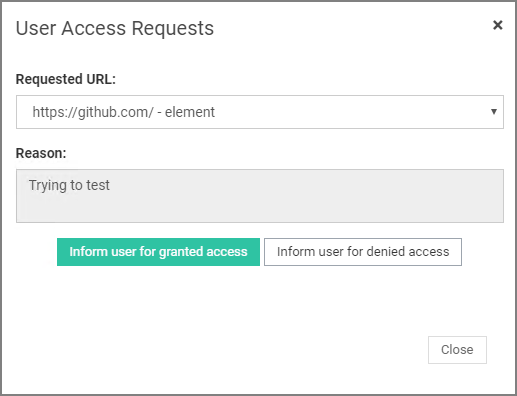 User Access Requests ×
Requested URL:
https://github.com/ - element
Reason:
Trying to test
Inform user for granted access Inform user for denied access
Close